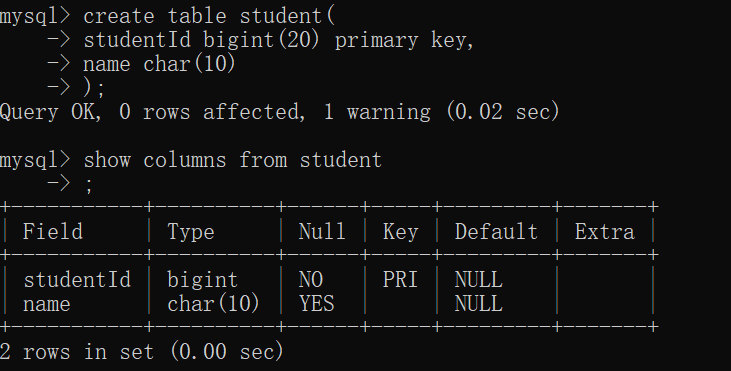 mysql> create table student(
    -> studentId bigint(20) primary key,
    -> name char(10)
    -> );
Query OK, 0 rows affected, 1 warning (0.02 sec)

mysql> show columns from student
    -> ;
+-----------+----------+------+-----+---------+-------+
| Field     | Type     | Null | Key | Default | Extra |
+-----------+----------+------+-----+---------+-------+
| studentId | bigint   | NO   | PRI | NULL    |       |
| name      | char(10) | YES  |     | NULL    |       |
+-----------+----------+------+-----+---------+-------+
2 rows in set (0.00 sec)